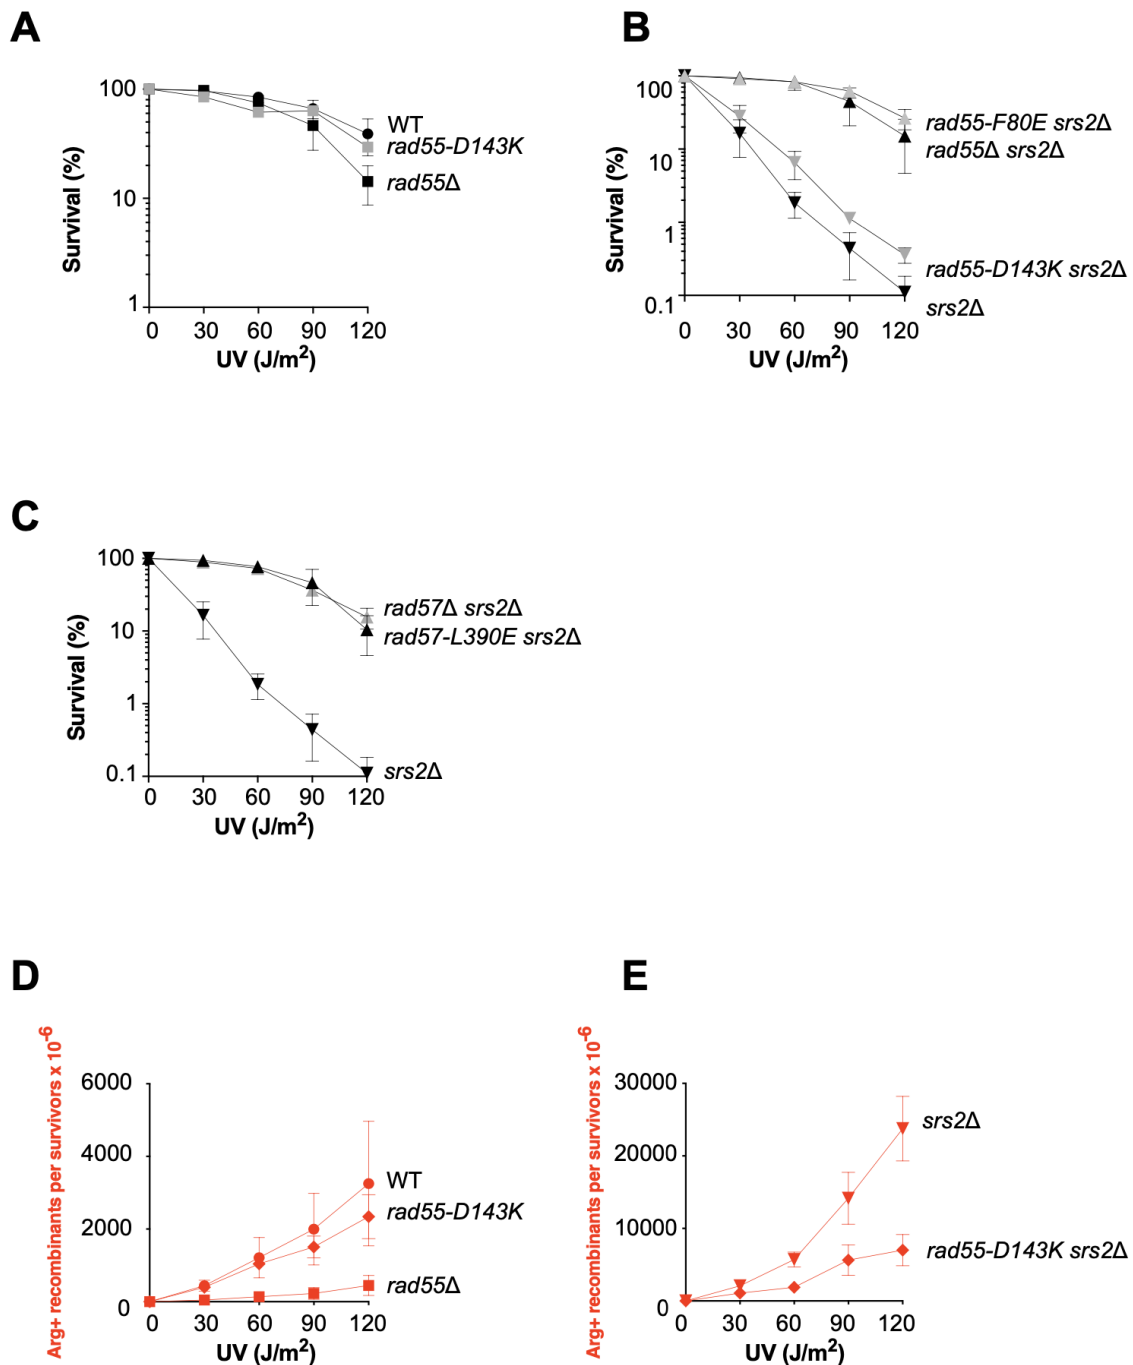 A
Survival (%)
100
10
1
0 30 60 90 120
UV (J/m²)
WT
rad55-D143K
rad55Δ
B
Survival (%)
100
10
1
0.1
0 30 60 90 120
UV (J/m²)
rad55-F80E srs2Δ
rad55Δ srs2Δ
rad55-D143K srs2Δ
srs2Δ
C
Survival (%)
100
10
1
0.1
0 30 60 90 120
UV (J/m²)
rad57Δ srs2Δ
rad57-L390E srs2Δ
srs2Δ
D
Arg+ recombinants per survivors x 10⁻⁶
6000
4000
2000
0
0 30 60 90 120
UV (J/m²)
WT
rad55-D143K
rad55Δ
E
Arg+ recombinants per survivors x 10⁻⁶
30000
20000
10000
0
0 30 60 90 120
UV (J/m²)
srs2Δ
rad55-D143K srs2Δ